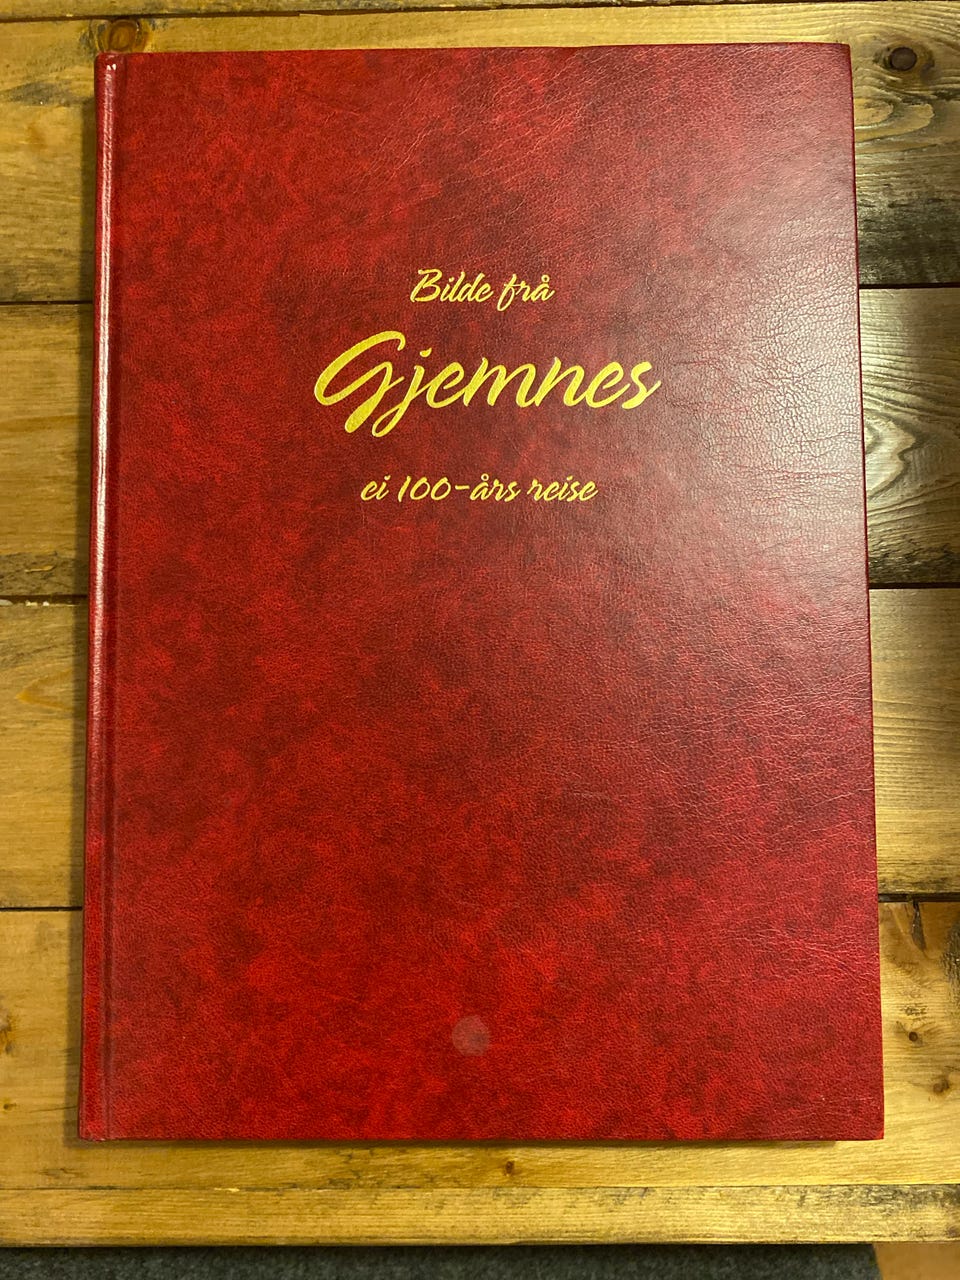 Bilde frå
Gjemnes
ei 100-års reise